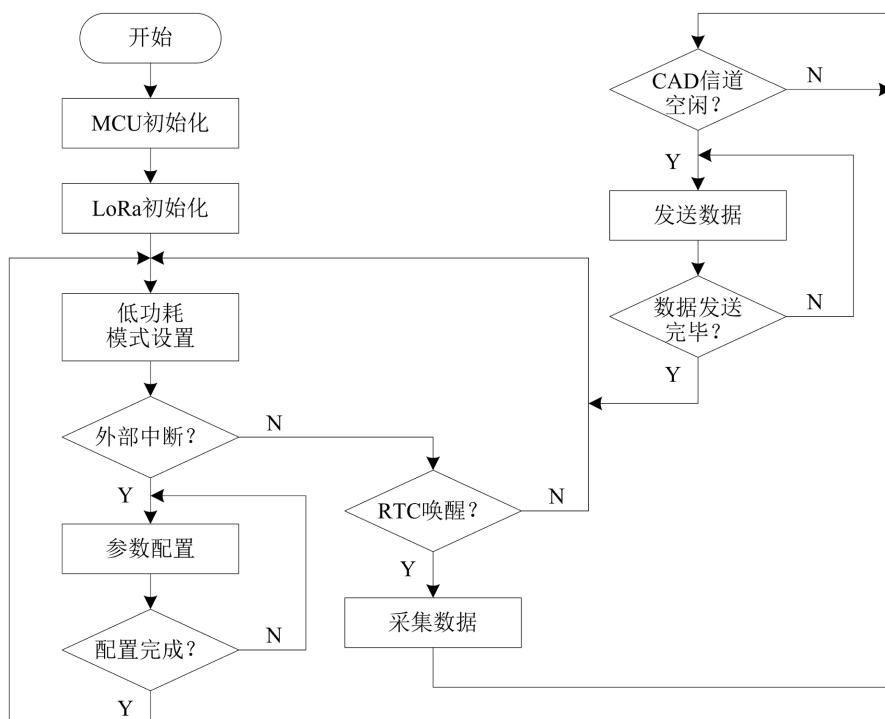 开始
MCU初始化
LoRa初始化
低功耗
模式设置
外部中断？
N
Y
参数配置
配置完成？
N
Y
RTC唤醒？
N
Y
采集数据
CAD信道
空闲？
N
Y
发送数据
数据发送
完毕？
N
Y